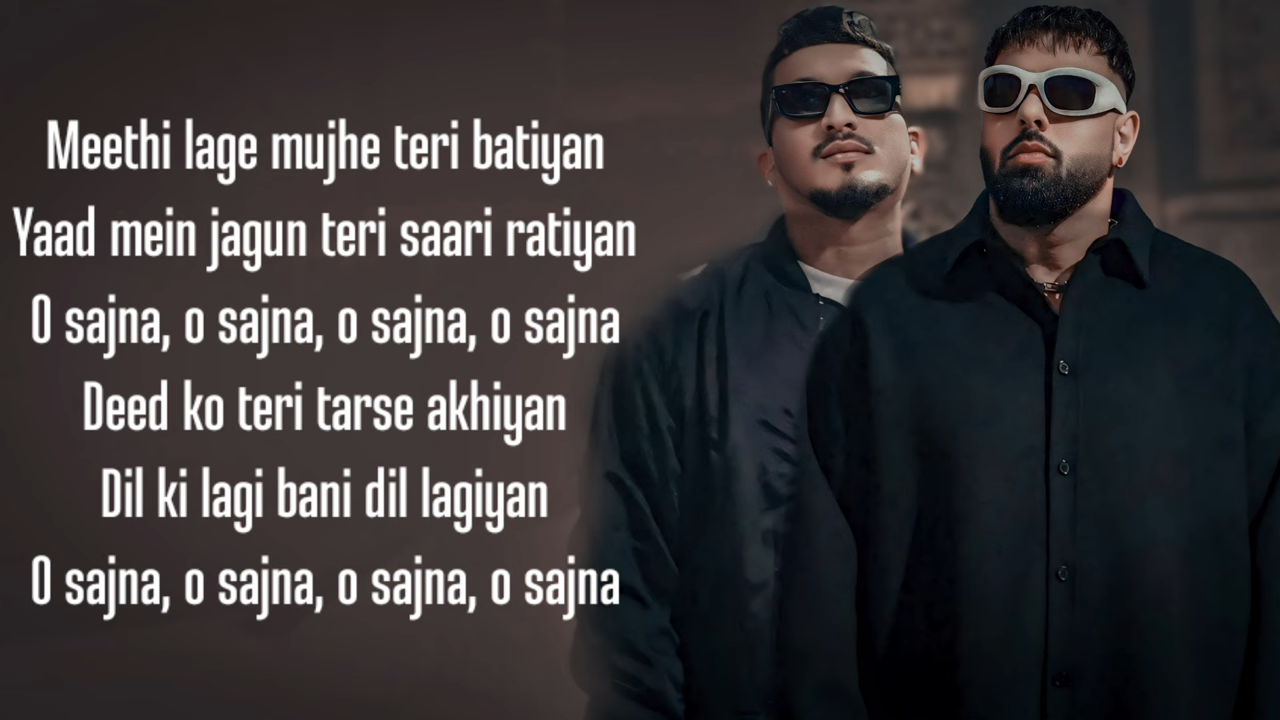 Meethi lage mujhe teri batiyan
Yaad mein jagun teri saari ratiyan
O sajna, o sajna, o sajna, o sajna
Deed ko teri tarse akhiyan
Dil ki lagi bani dil lagiyan
O sajna, o sajna, o sajna, o sajna